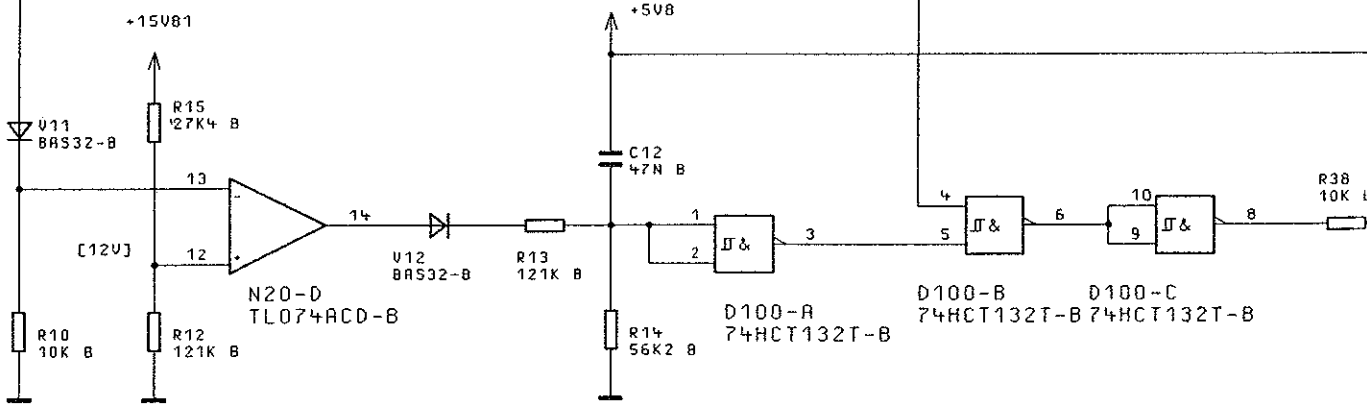 +15V81
+5V8
R15
27K4 B
V11
BAS32-B
C12
47N B
13
14
[12V]
12
N20-D
TL074ACD-B
V12
BAS32-B
R13
121K B
1
2
3
4
5
6
10
9
8
R38
10K
D100-A
74HCT132T-B
D100-B
74HCT132T-B
D100-C
74HCT132T-B
R10
10K B
R12
121K B
R14
56K2 B
-
+
&
&
&